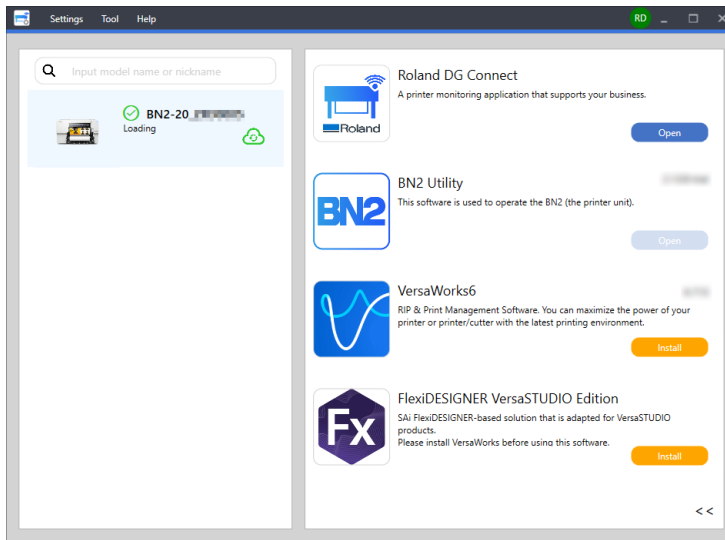 Settings Tool Help RD
Input model name or nickname
BN2-20
Loading
Roland DG Connect
A printer monitoring application that supports your business.
Roland
Open
BN2
BN2 Utility
This software is used to operate the BN2 (the printer unit).
Open
VersaWorks6
RIP & Print Management Software. You can maximize the power of your
printer or printer/cutter with the latest printing environment.
Install
Fx
FlexiDESIGNER VersaSTUDIO Edition
SAi FlexiDESIGNER-based solution that is adapted for VersaSTUDIO
products.
Please install VersaWorks before using this software.
Install
<<